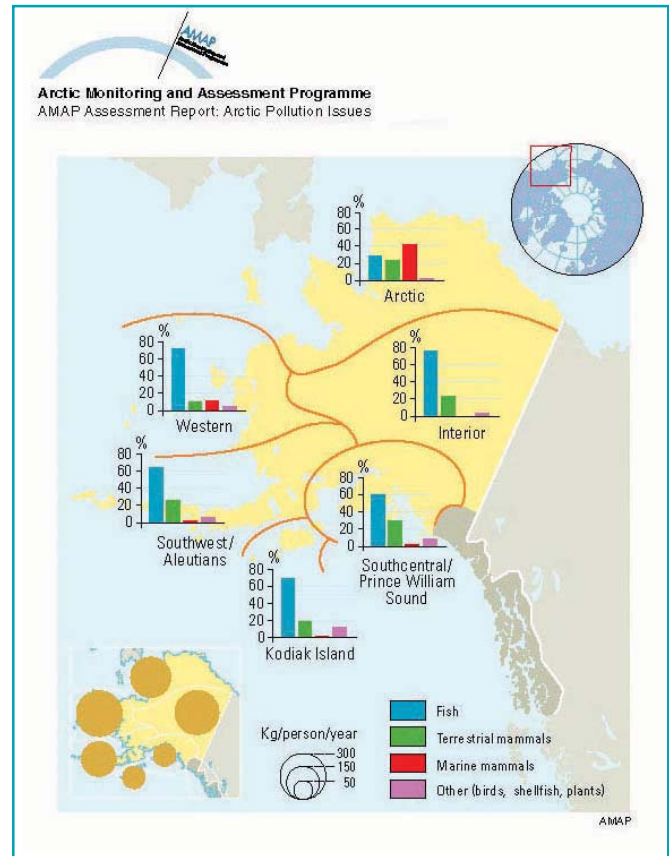 AMAP
Arctic Monitoring and Assessment Programme
AMAP Assessment Report: Arctic Pollution Issues
%
80
60
40
20
0
Arctic
%
80
60
40
20
0
Western
%
80
60
40
20
0
Interior
%
80
60
40
20
0
Southwest/
Aleutians
%
80
60
40
20
0
Southcentral/
Prince William
Sound
%
80
60
40
20
0
Kodiak Island
Kg/person/year
300
150
50
Fish
Terrestrial mammals
Marine mammals
Other (birds, shellfish, plants)
AMAP